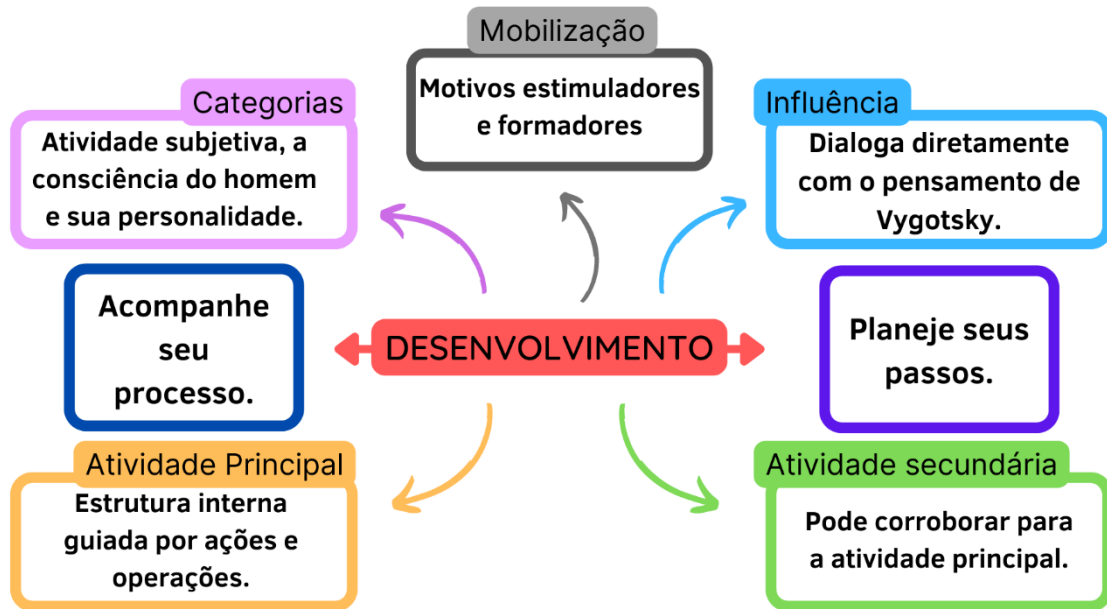 Mobilização
Motivos estimuladores
e formadores
Categorias
Atividade subjetiva, a
consciência do homem
e sua personalidade.
Influência
Dialoga diretamente
com o pensamento de
Vygotsky.
Acompanhe
seu
processo.
DESENVOLVIMENTO
Planeje seus
passos.
Atividade Principal
Estrutura interna
guiada por ações e
operações.
Atividade secundária
Pode corroborar para
a atividade principal.